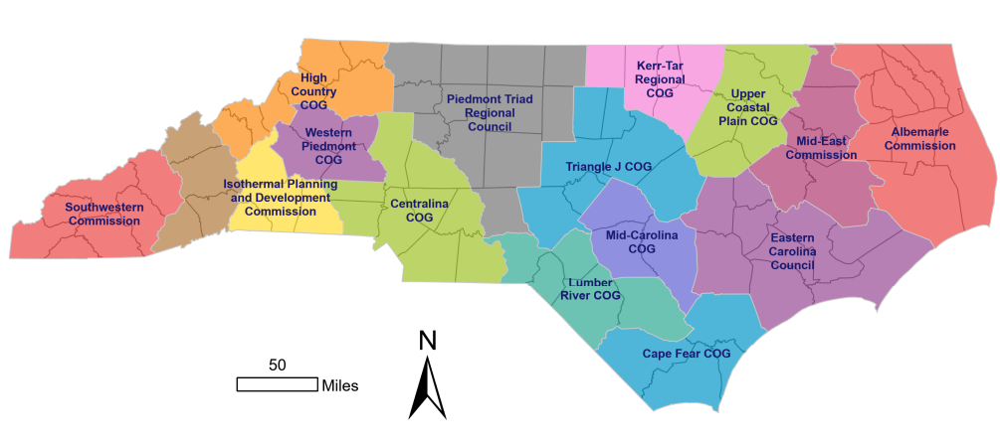 High
Country
COG
Western
Piedmont
COG
Piedmont Triad
Regional
Council
Kerr-Tar
Regional
COG
Upper
Coastal
Plain COG
Mid-East
Commission
Albemarle
Commission
Triangle J COG
Isothermal Planning
and Development
Commission
Southwestern
Commission
Centralina
COG
Mid-Carolina
COG
Eastern
Carolina
Council
Lumber
River COG
Cape Fear COG
N
50
Miles